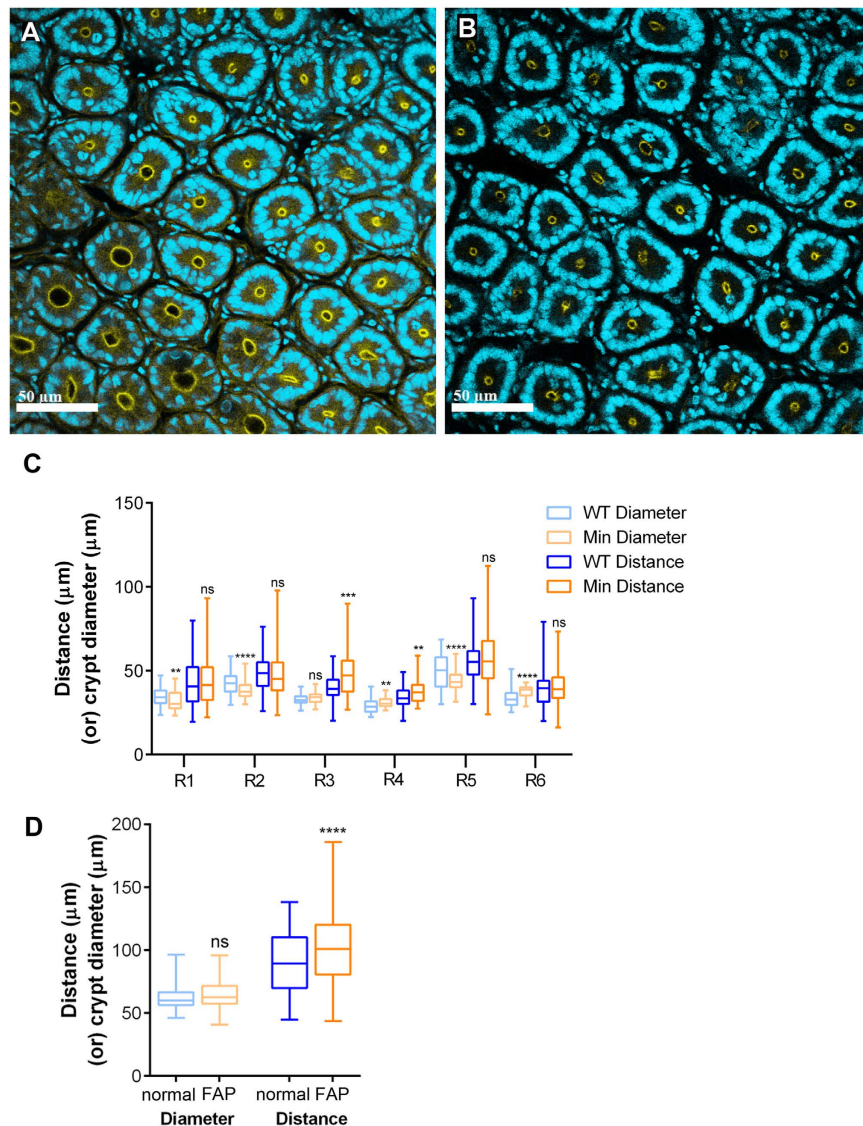 A
B
50 µm
50 µm
C
Distance (µm)
(or) crypt diameter (µm)
150
100
50
0
ns
**
ns
****
***
ns
**
**
ns
****
ns
****
WT Diameter
Min Diameter
WT Distance
Min Distance
R1
R2
R3
R4
R5
R6
D
Distance (µm)
(or) crypt diameter (µm)
200
150
100
50
0
ns
****
normal FAP
normal FAP
Diameter
Distance